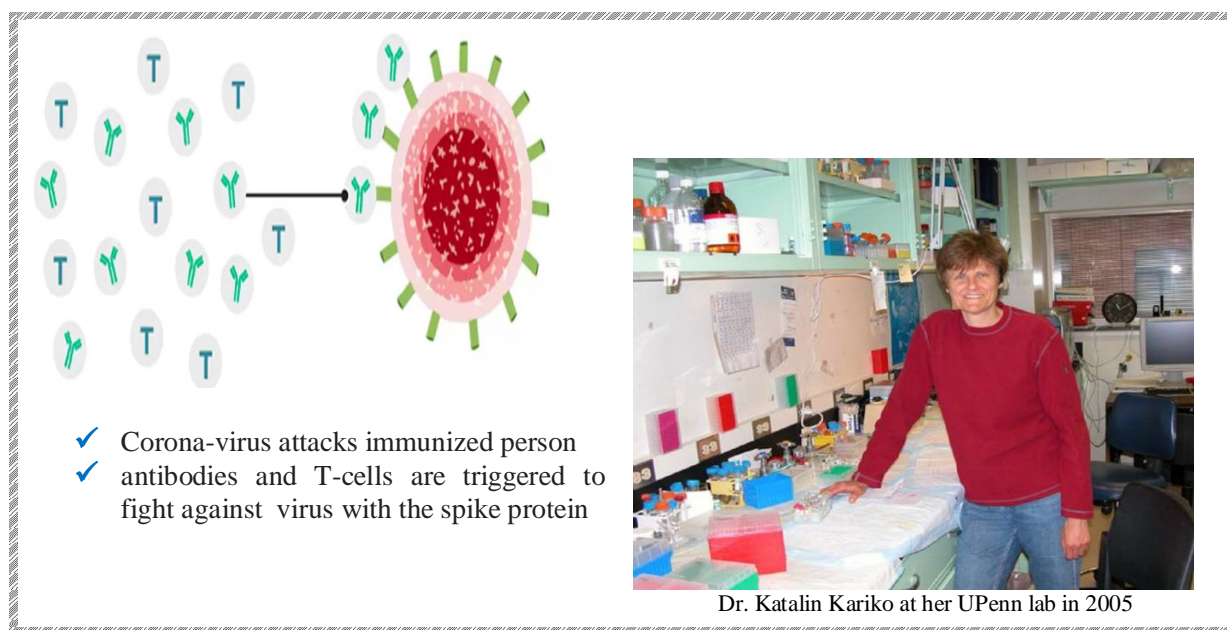 T
T
T
T
T
T
T
T
Corona-virus attacks immunized person
antibodies and T-cells are triggered to
fight against virus with the spike protein
Dr. Katalin Kariko at her UPenn lab in 2005